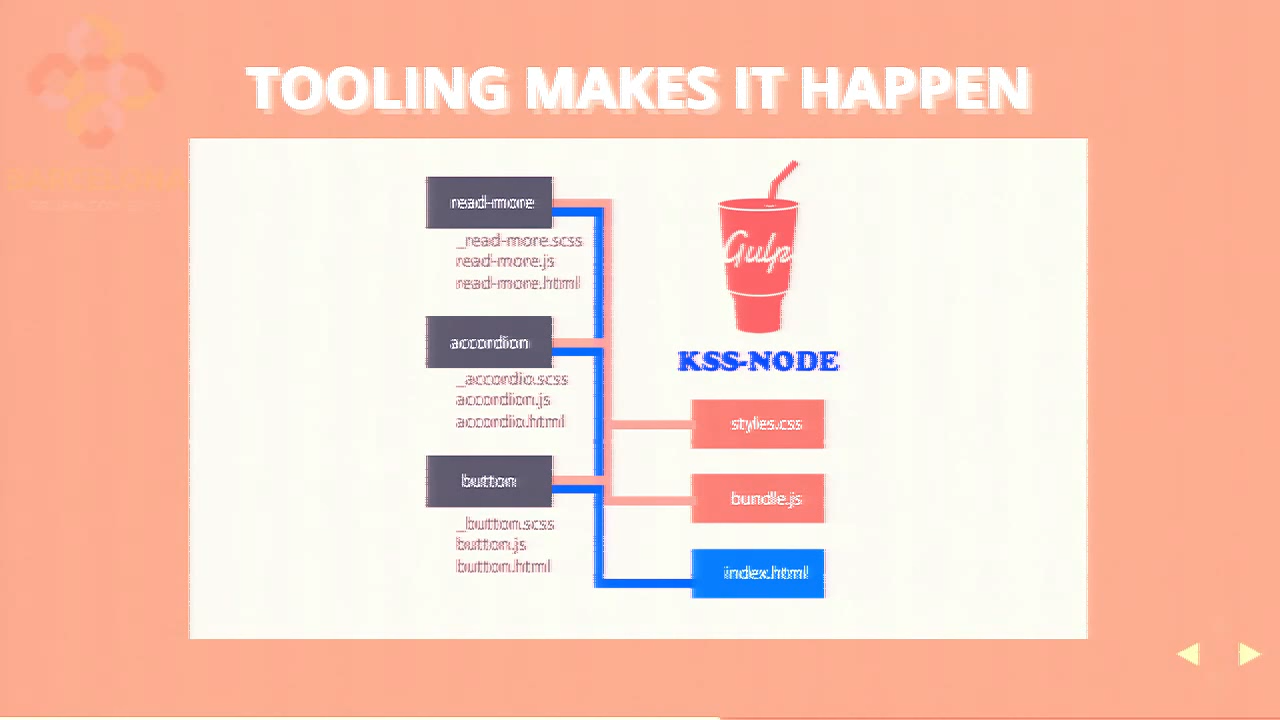 TOOLING MAKES IT HAPPEN
BARCELONA
read-more
_read-more.scss
read-more.js
read-more.html
accordion
_accordio.scss
accordion.js
accordio.html
button
_button.scss
button.js
button.html
Gulp
KSS-NODE
styles.css
bundle.js
index.html